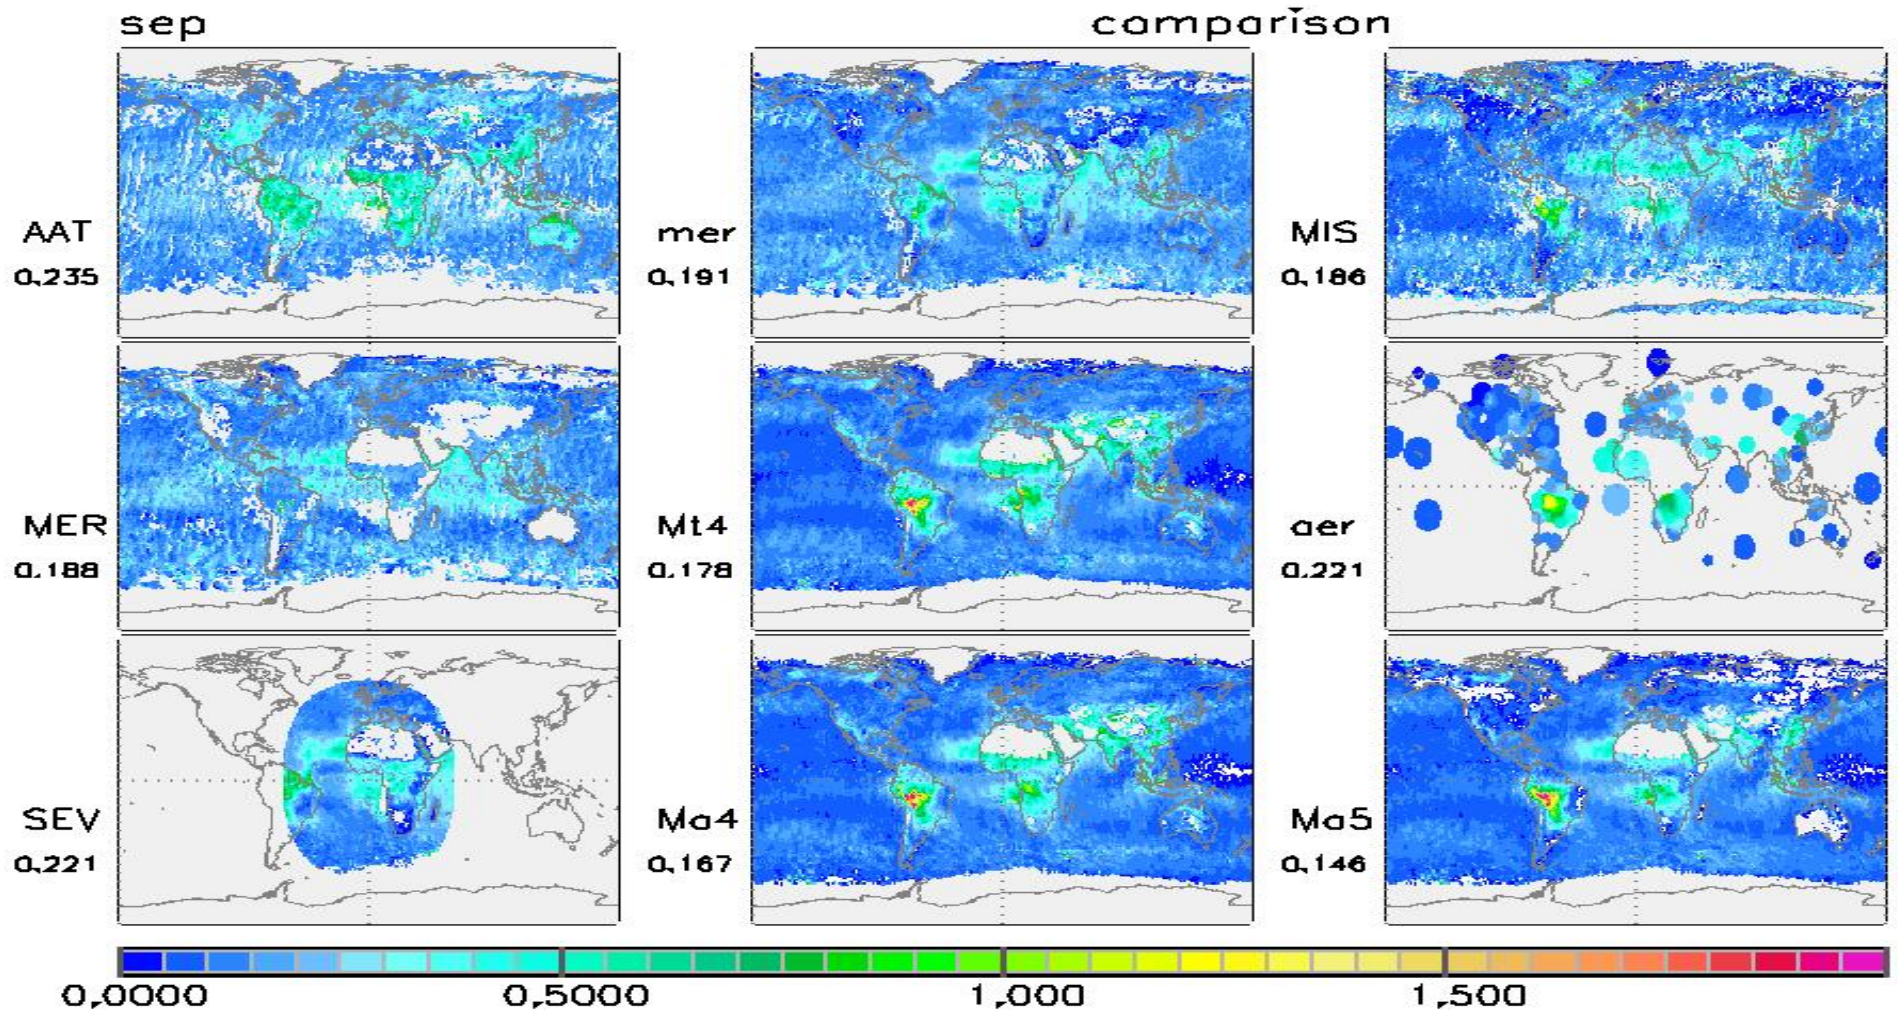 sep comparison
AAT
0,235
mer
0,191
MIS
0,186
MER
0,188
Mt4
0,178
aer
0,221
SEV
0,221
Ma4
0,167
Ma5
0,146
0,0000 0,5000 1,000 1,500